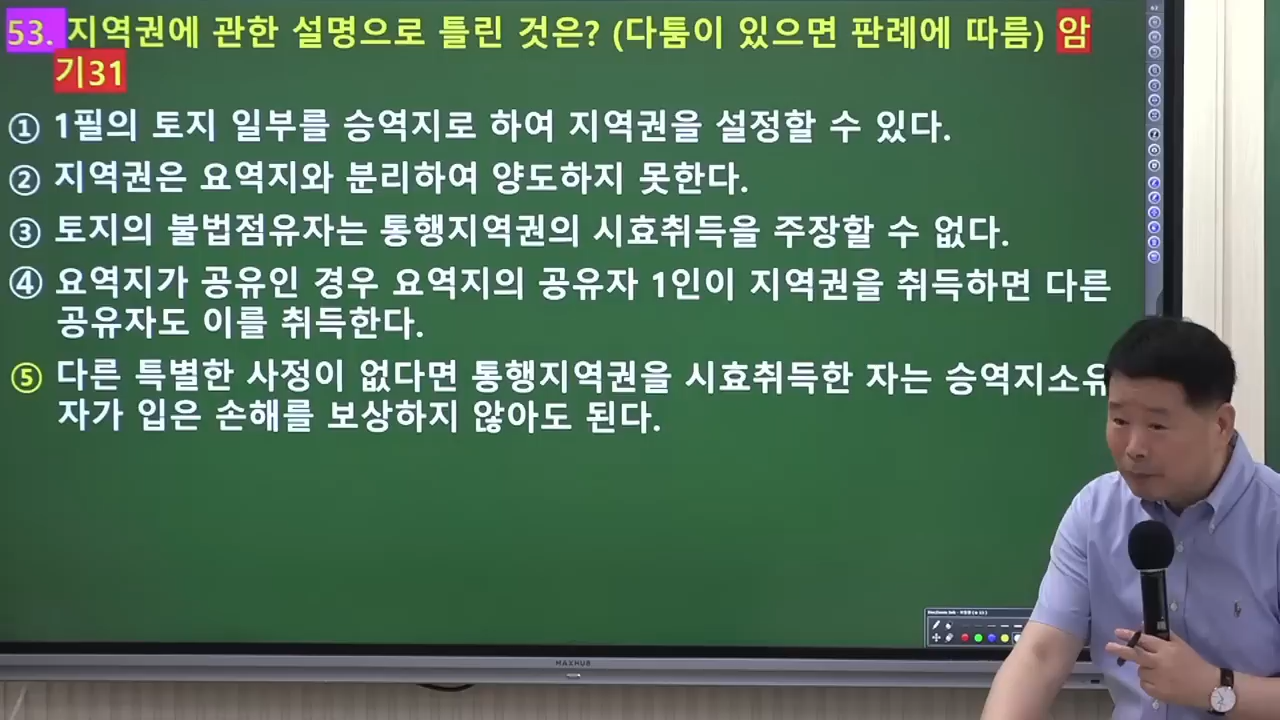 53. 지역권에 관한 설명으로 틀린 것은? (다툼이 있으면 판례에 따름) 암
기31
① 1필의 토지 일부를 승역지로 하여 지역권을 설정할 수 있다.
② 지역권은 요역지와 분리하여 양도하지 못한다.
③ 토지의 불법점유자는 통행지역권의 시효취득을 주장할 수 없다.
④ 요역지가 공유인 경우 요역지의 공유자 1인이 지역권을 취득하면 다른
공유자도 이를 취득한다.
⑤ 다른 특별한 사정이 없다면 통행지역권을 시효취득한 자는 승역지소유
자가 입은 손해를 보상하지 않아도 된다.
MAXHUB